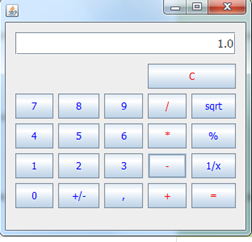 1.0
C
7 8 9 / sqrt
4 5 6 * %
1 2 3 - 1/x
0 +/- , + =